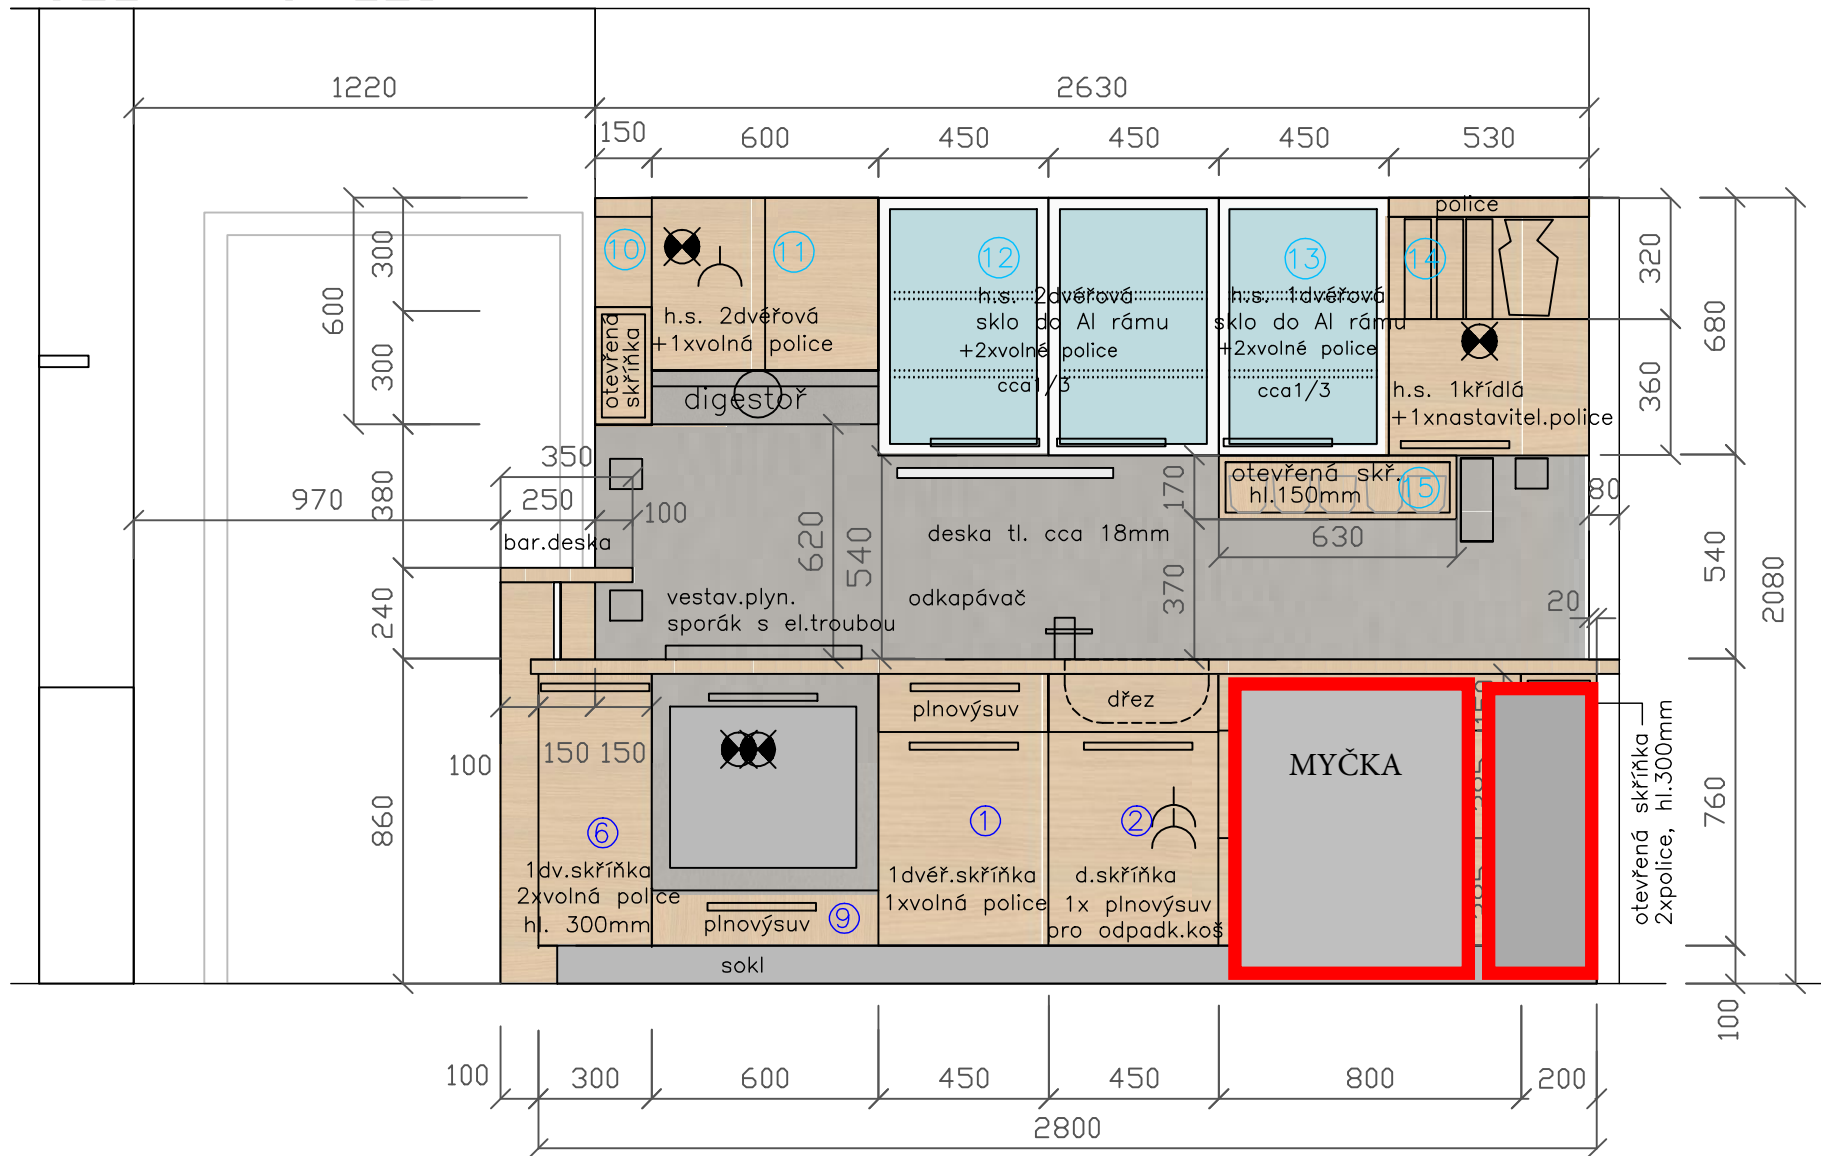 1220
2630
150
600
450
450
450
530
police
10
11
12
13
14
300
600
300
320
680
360
h.s. 2dvéřová
+1xvolná police
h.s. 2dvéřová
sklo do Al rámu
+2xvolné police
cca1/3
h.s. 1dvéřová
sklo do Al rámu
+2xvolné police
cca1/3
h.s. 1křídlá
+1xnastavitel.police
otevřená
skříňka
digestoř
350
970
250
380
100
bar.deska
otevřená skř.
hl.150mm
15
170
80
630
deska tl. cca 18mm
620
540
370
540
2080
240
20
vestav.plyn.
sporák s el.troubou
odkapávač
plnovýsuv
dřez
150
150
100
MYČKA
860
760
6
1
2
1dv.skříňka
2xvolná police
hl. 300mm
1dvéř.skříňka
1xvolná police
d.skříňka
1x plnovýsuv
pro odpadk.koš
plnovýsuv
9
otevřená skříňka
2xpolice, hl.300mm
sokl
100
100
300
600
450
450
800
200
2800